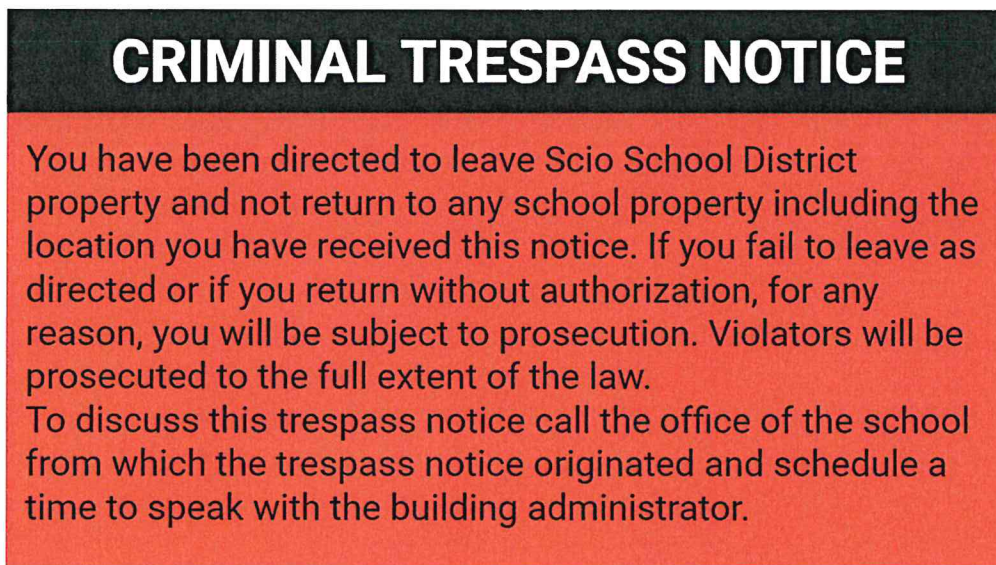 CRIMINAL TRESPASS NOTICE
You have been directed to leave Scio School District
property and not return to any school property including the
location you have received this notice. If you fail to leave as
directed or if you return without authorization, for any
reason, you will be subject to prosecution. Violators will be
prosecuted to the full extent of the law.
To discuss this trespass notice call the office of the school
from which the trespass notice originated and schedule a
time to speak with the building administrator.